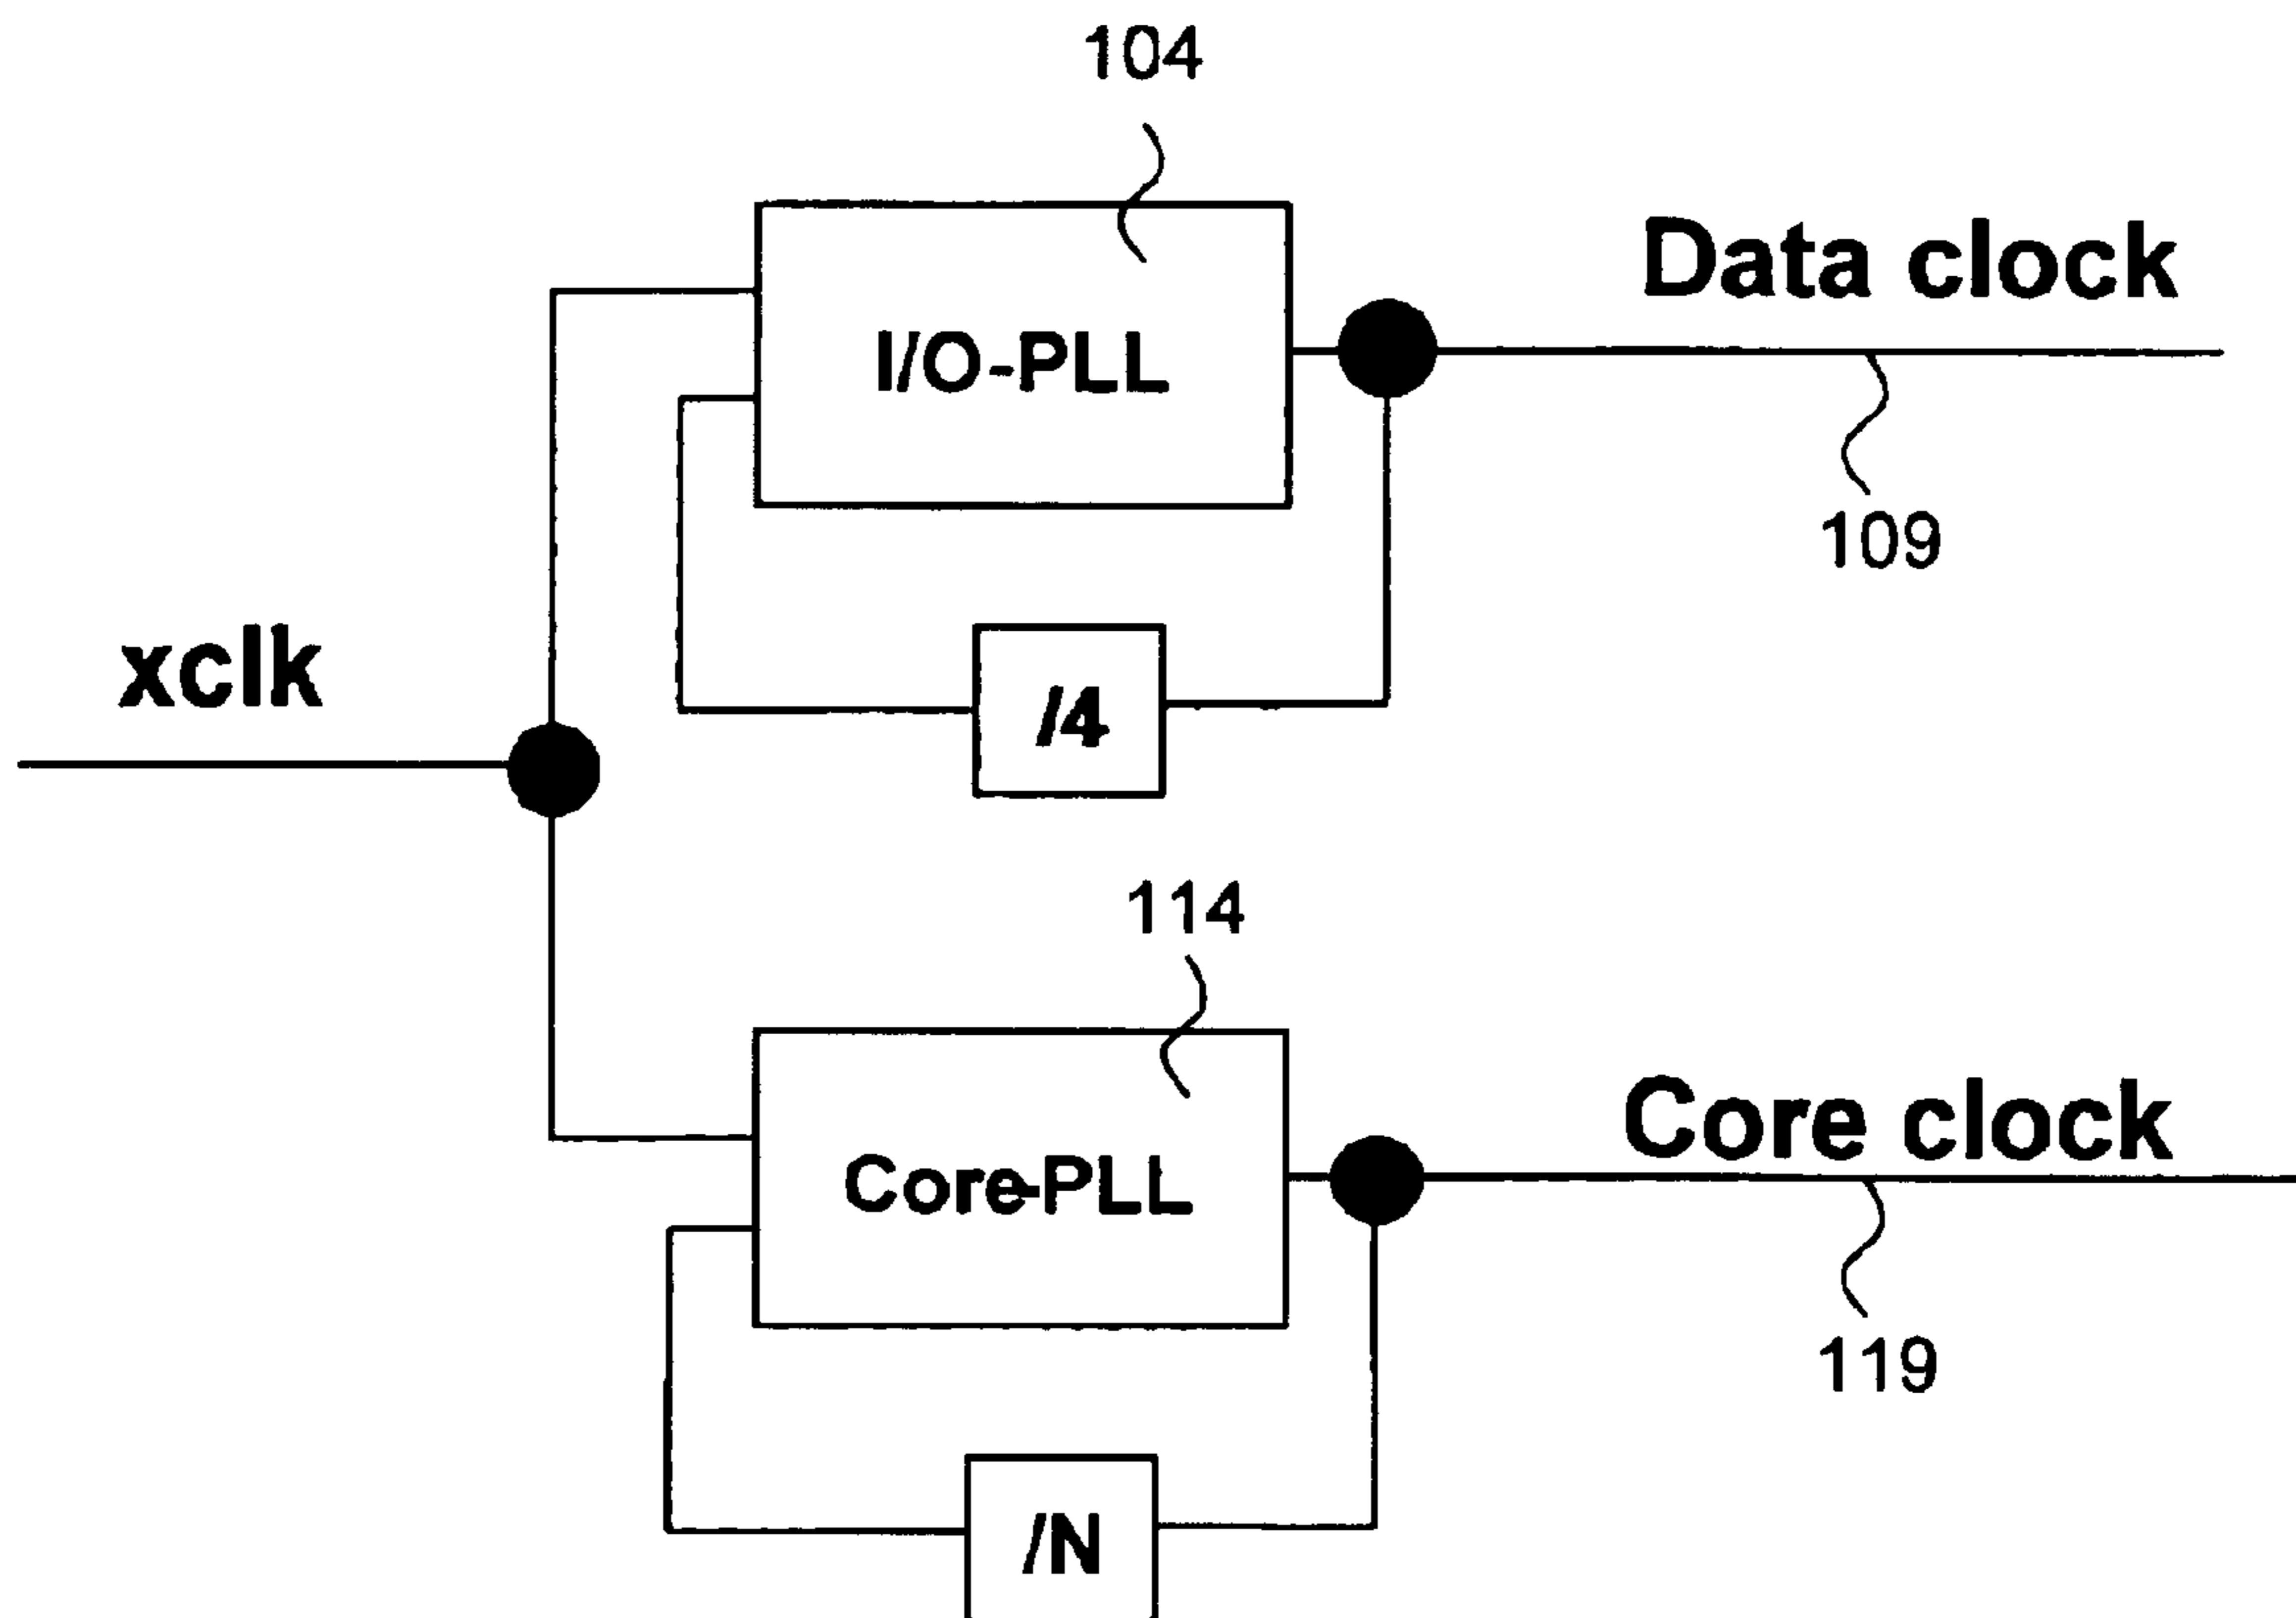 104
Data clock
I/O-PLL
109
xclk
/4
114
Core clock
Core-PLL
119
/N